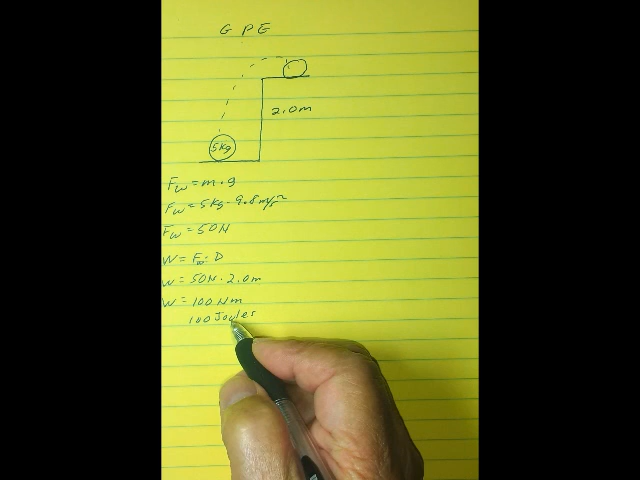 GPE
2.0m
5kg
Fw = m·g
Fw = 5kg · 9.8 m/s²
Fw = 50N
W = Fw · D
W = 50N · 2.0m
W = 100 Nm
100 Joules